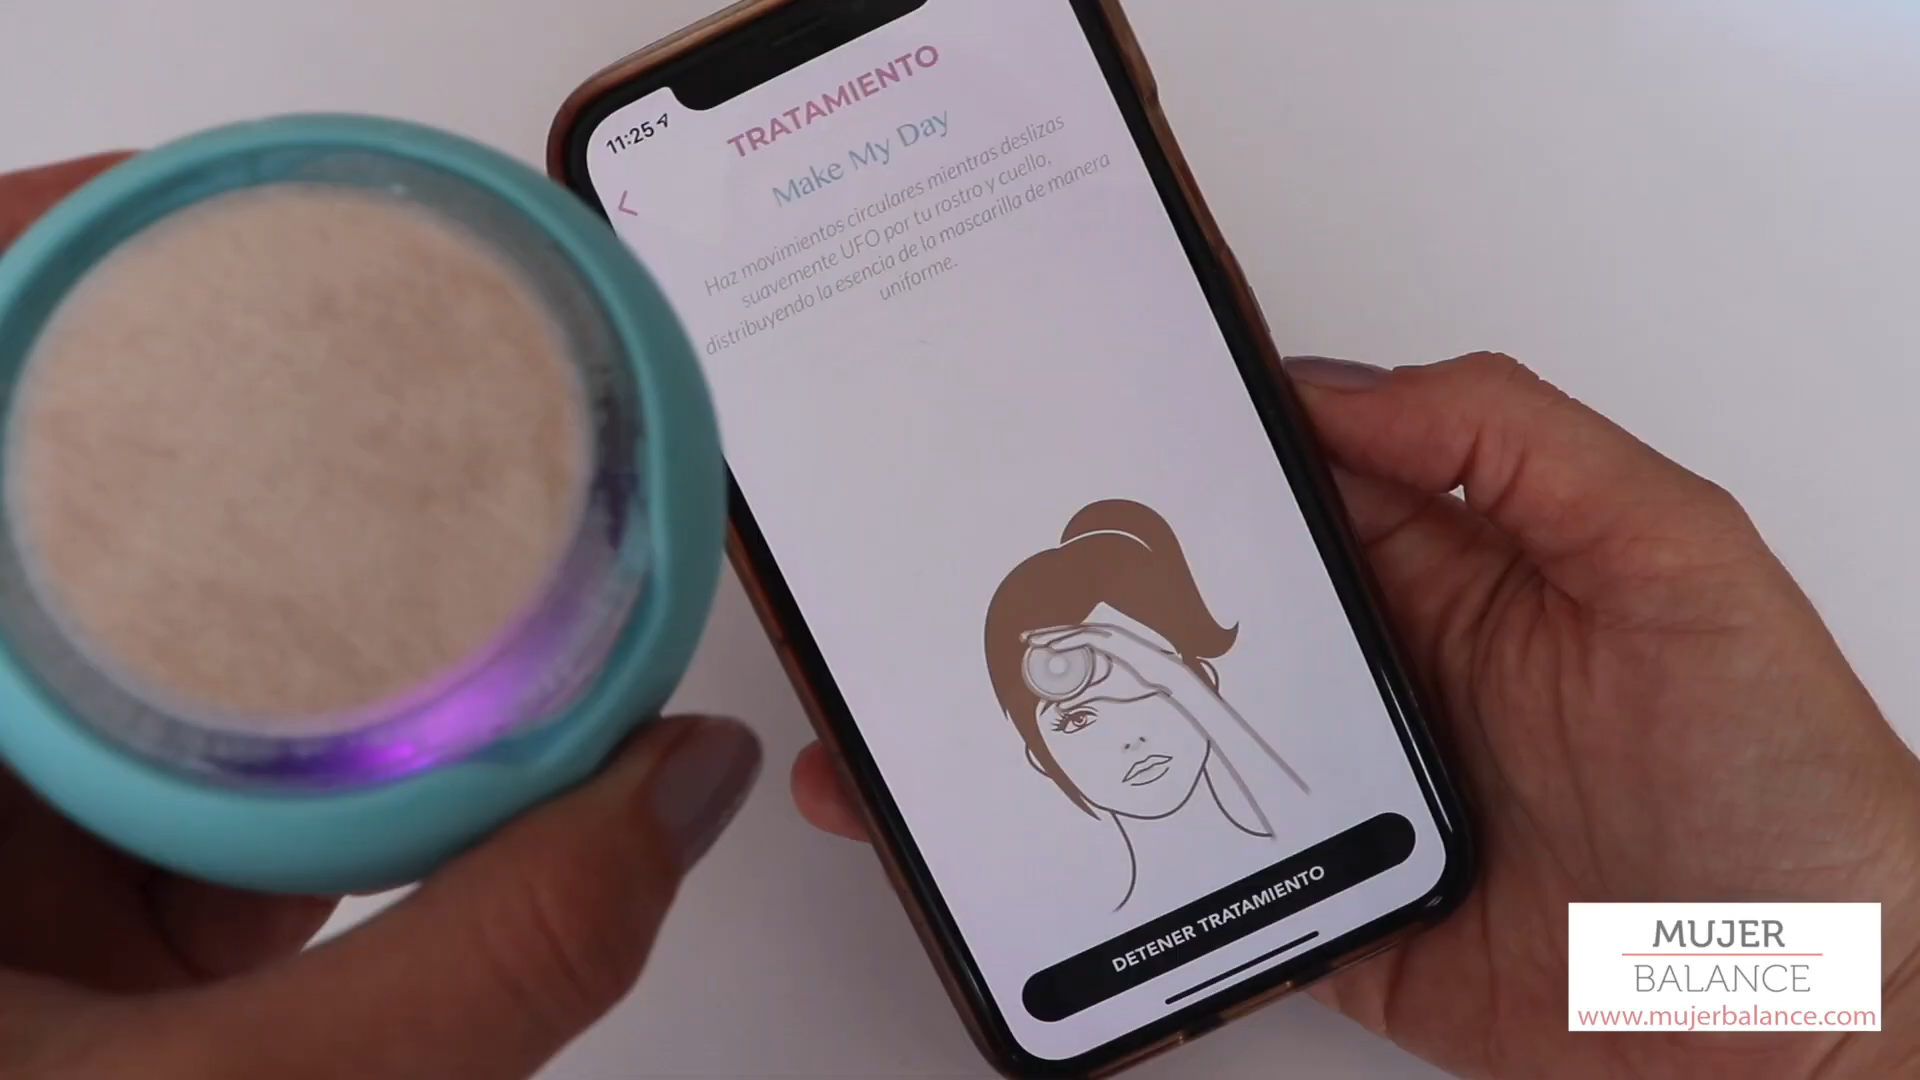 11:25
TRATAMIENTO
Make My Day
Haz movimientos circulares mientras deslizas
suavemente UFO por tu rostro y cuello,
distribuyendo la esencia de la mascarilla de manera
uniforme.
DETENER TRATAMIENTO
MUJER
BALANCE
www.mujerbalance.com